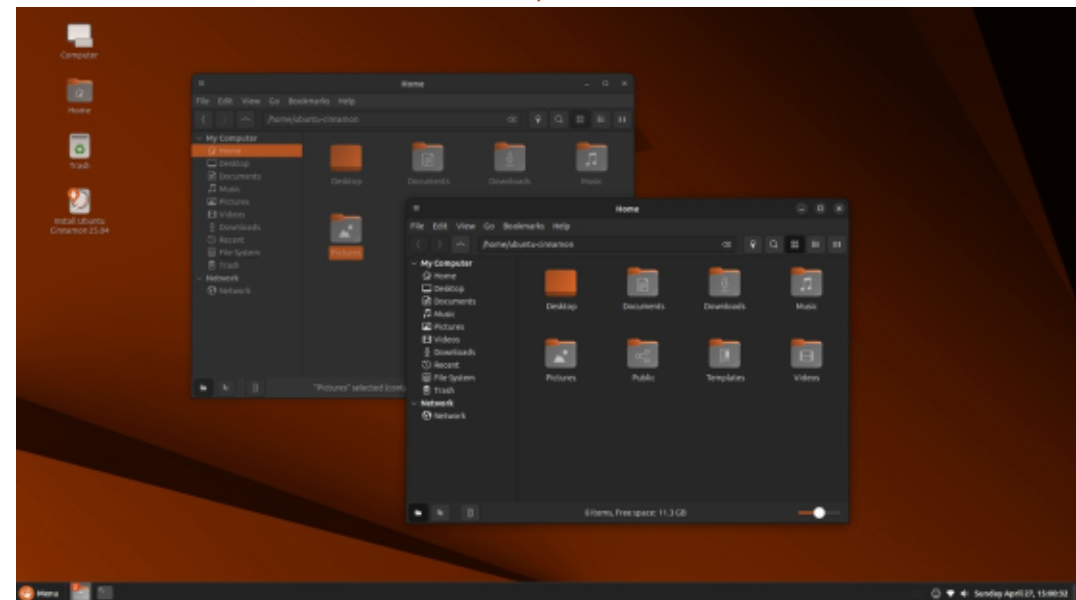 Computer
Home
Trash
Install Ubuntu
Cinnamon 25.04
Home
File Edit View Go Bookmarks Help
/home/ubuntu-cinnamon
My Computer
Home
Desktop
Documents
Music
Pictures
Videos
Downloads
Recent
File System
Trash
Network
Network
Desktop Documents Downloads Music
Pictures
"Pictures" selected (cont
Home
File Edit View Go Bookmarks Help
/home/ubuntu-cinnamon
My Computer
Home
Desktop
Documents
Music
Pictures
Videos
Downloads
Recent
File System
Trash
Network
Network
Desktop Documents Downloads Music
Pictures Public Templates Videos
8 items, Free space: 11.3 GB
Menu
Sunday April 27, 15:00:32